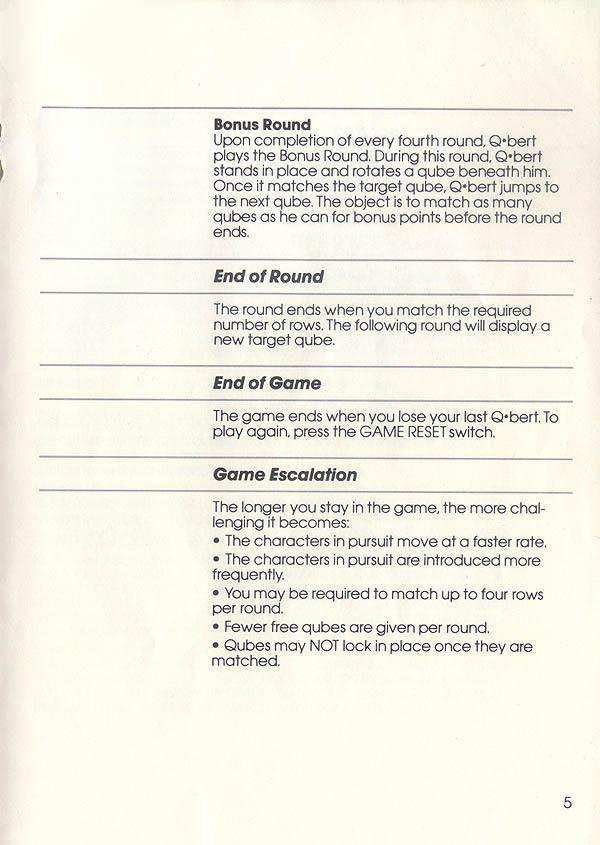 Bonus Round
Upon completion of every fourth round, Q•bert
plays the Bonus Round. During this round, Q•bert
stands in place and rotates a qube beneath him.
Once it matches the target qube, Q•bert jumps to
the next qube. The object is to match as many
qubes as he can for bonus points before the round
ends.
End of Round
The round ends when you match the required
number of rows. The following round will display a
new target qube.
End of Game
The game ends when you lose your last Q•bert. To
play again, press the GAME RESET switch.
Game Escalation
The longer you stay in the game, the more chal-
lenging it becomes:
• The characters in pursuit move at a faster rate.
• The characters in pursuit are introduced more
frequently.
• You may be required to match up to four rows
per round.
• Fewer free qubes are given per round.
• Qubes may NOT lock in place once they are
matched.
5